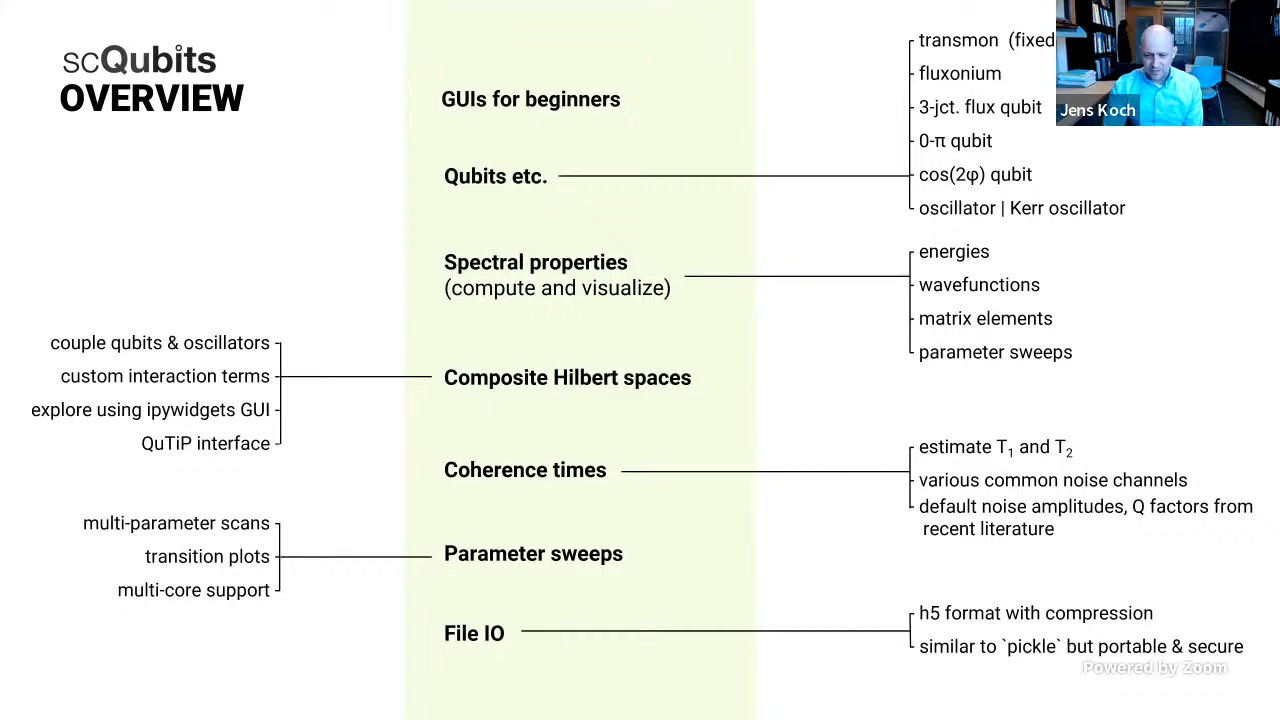 scQubits
OVERVIEW
GUIs for beginners
Qubits etc.
transmon (fixed
fluxonium
3-jct. flux qubit
0-π qubit
cos(2φ) qubit
oscillator | Kerr oscillator
Jens Koch
Spectral properties
(compute and visualize)
energies
wavefunctions
matrix elements
parameter sweeps
couple qubits & oscillators
custom interaction terms
explore using ipywidgets GUI
QuTiP interface
Composite Hilbert spaces
Coherence times
estimate T1 and T2
various common noise channels
default noise amplitudes, Q factors from
recent literature
multi-parameter scans
transition plots
multi-core support
Parameter sweeps
File IO
h5 format with compression
similar to `pickle` but portable & secure
Powered by Zoom